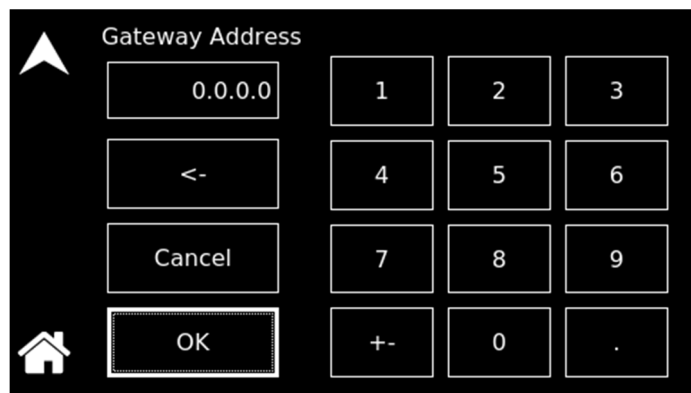 Gateway Address
0.0.0.0 1 2 3
<- 4 5 6
Cancel 7 8 9
OK +- 0 .